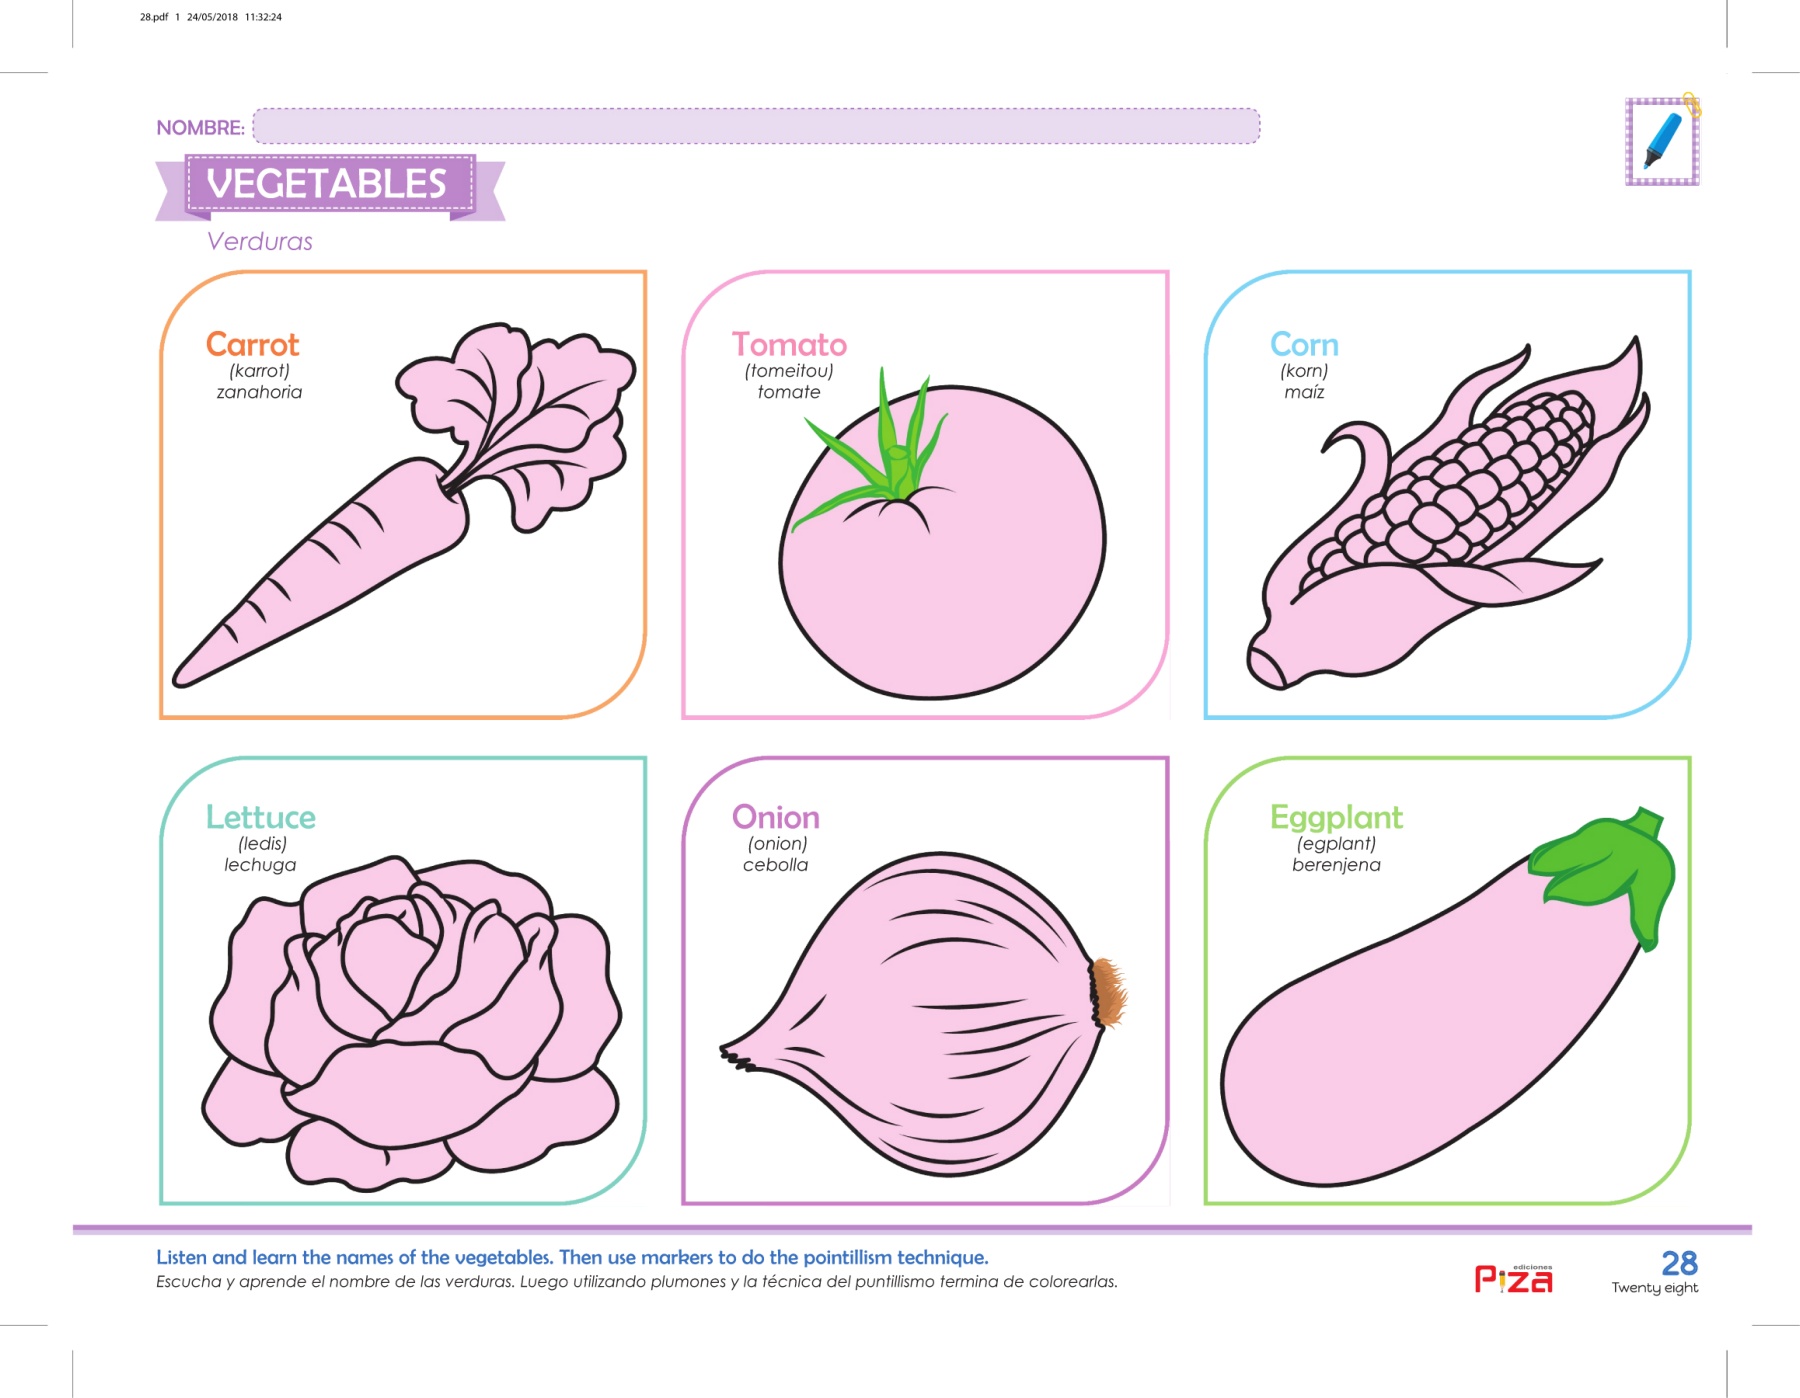 28.pdf 1 24/05/2018 11:32:24
NOMBRE:
VEGETABLES
Verduras
Carrot
(karrot)
zanahoria
Tomato
(tomeitou)
tomate
Corn
(korn)
maíz
Lettuce
(ledis)
lechuga
Onion
(onion)
cebolla
Eggplant
(egplant)
berenjena
Listen and learn the names of the vegetables. Then use markers to do the pointillism technique.
Escucha y aprende el nombre de las verduras. Luego utilizando plumones y la técnica del puntillismo termina de colorearlas.
ediciones
Piza
28
Twenty eight